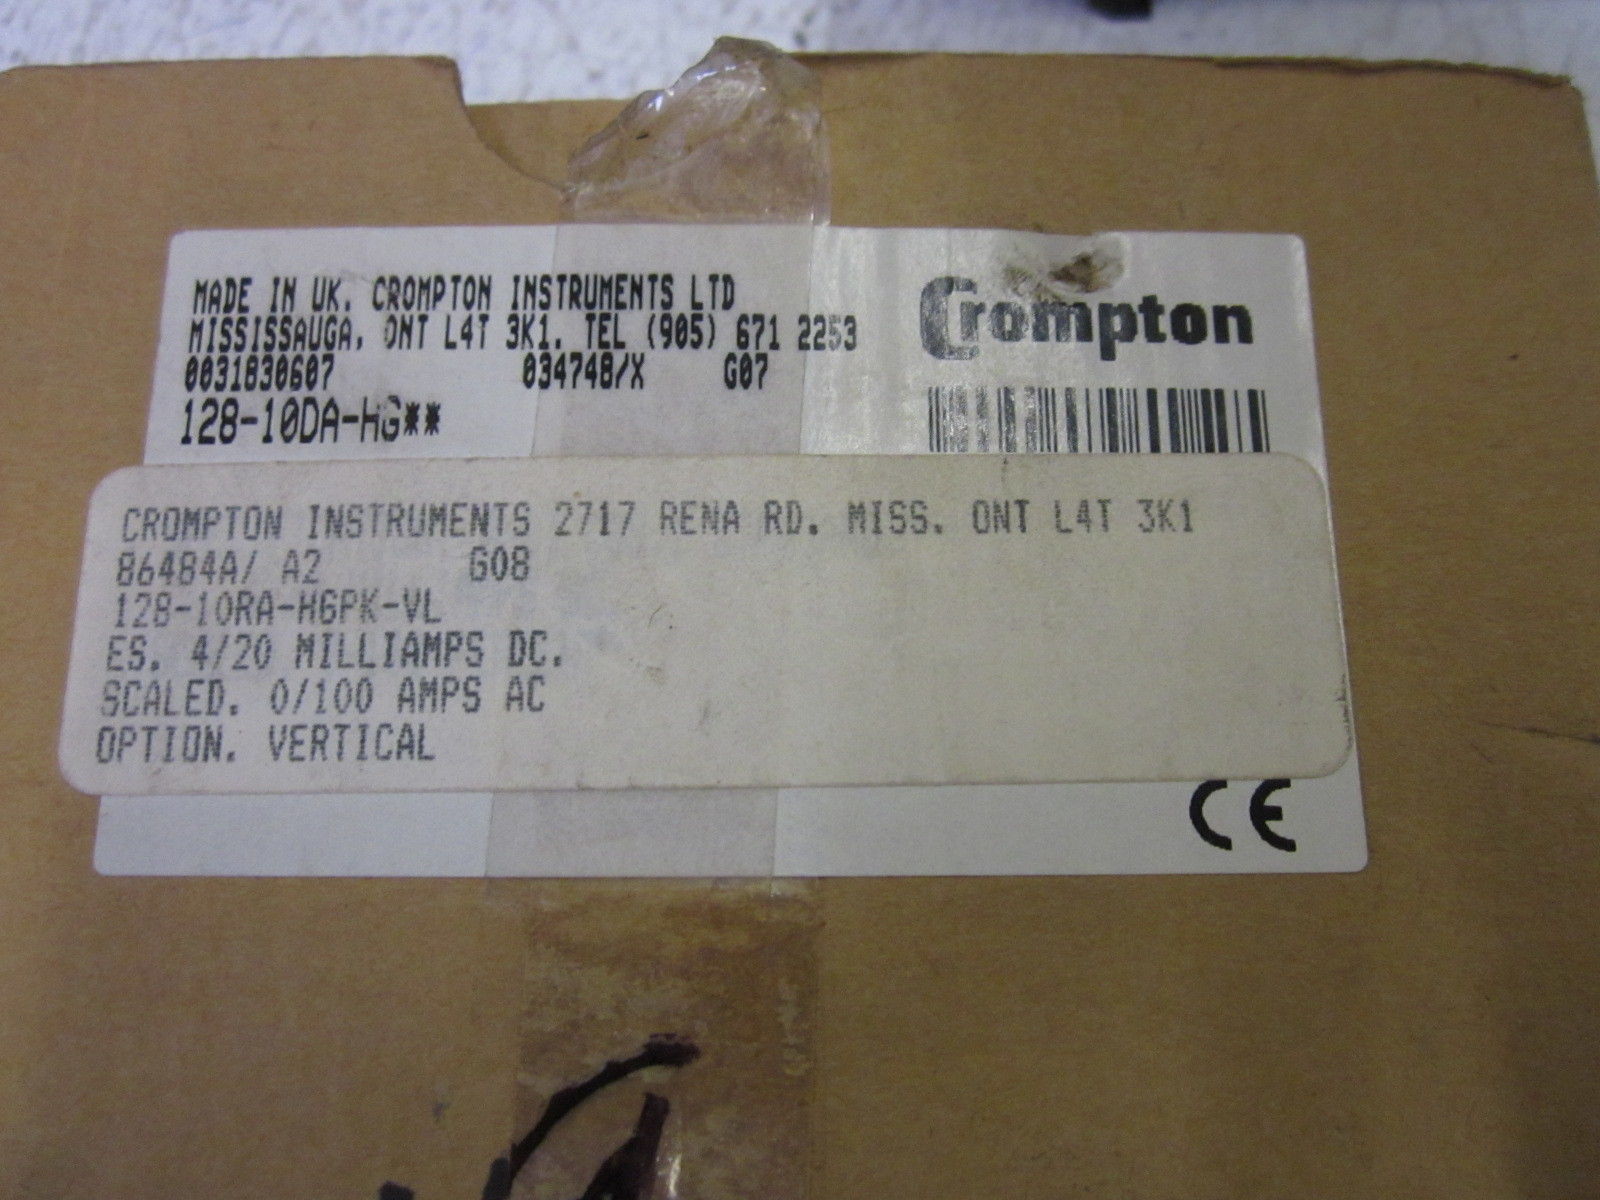 MADE IN UK. CROMPTON INSTRUMENTS LTD
MISSISSAUGA, ONT L4T 3K1. TEL (905) 671 2253
0031830607 034748/X G07
128-10DA-HG**
Crompton
CROMPTON INSTRUMENTS 2717 RENA RD. MISS. ONT L4T 3K1
86484A/ A2 G08
128-10RA-HGPK-VL
ES. 4/20 MILLIAMPS DC.
SCALED. 0/100 AMPS AC
OPTION. VERTICAL
CE